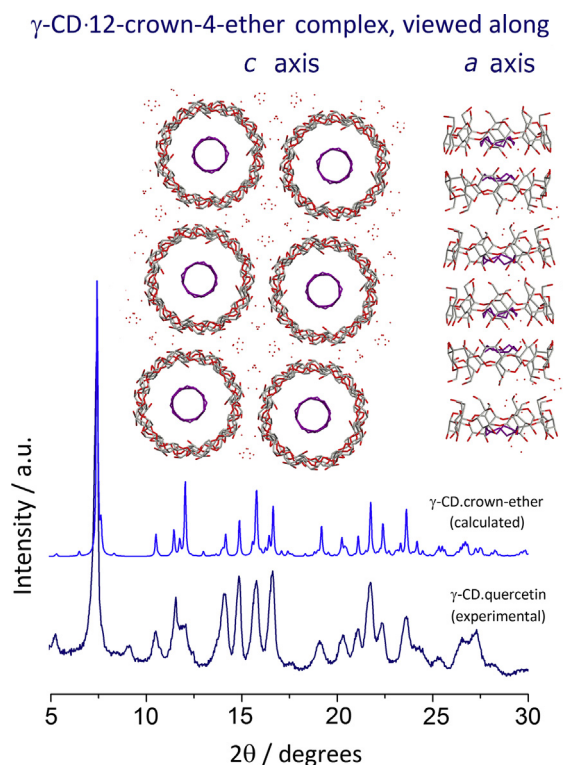 γ-CD·12-crown-4-ether complex, viewed along
c axis a axis
Intensity / a.u.
γ-CD.crown-ether
(calculated)
γ-CD.quercetin
(experimental)
5 10 15 20 25 30
2θ / degrees